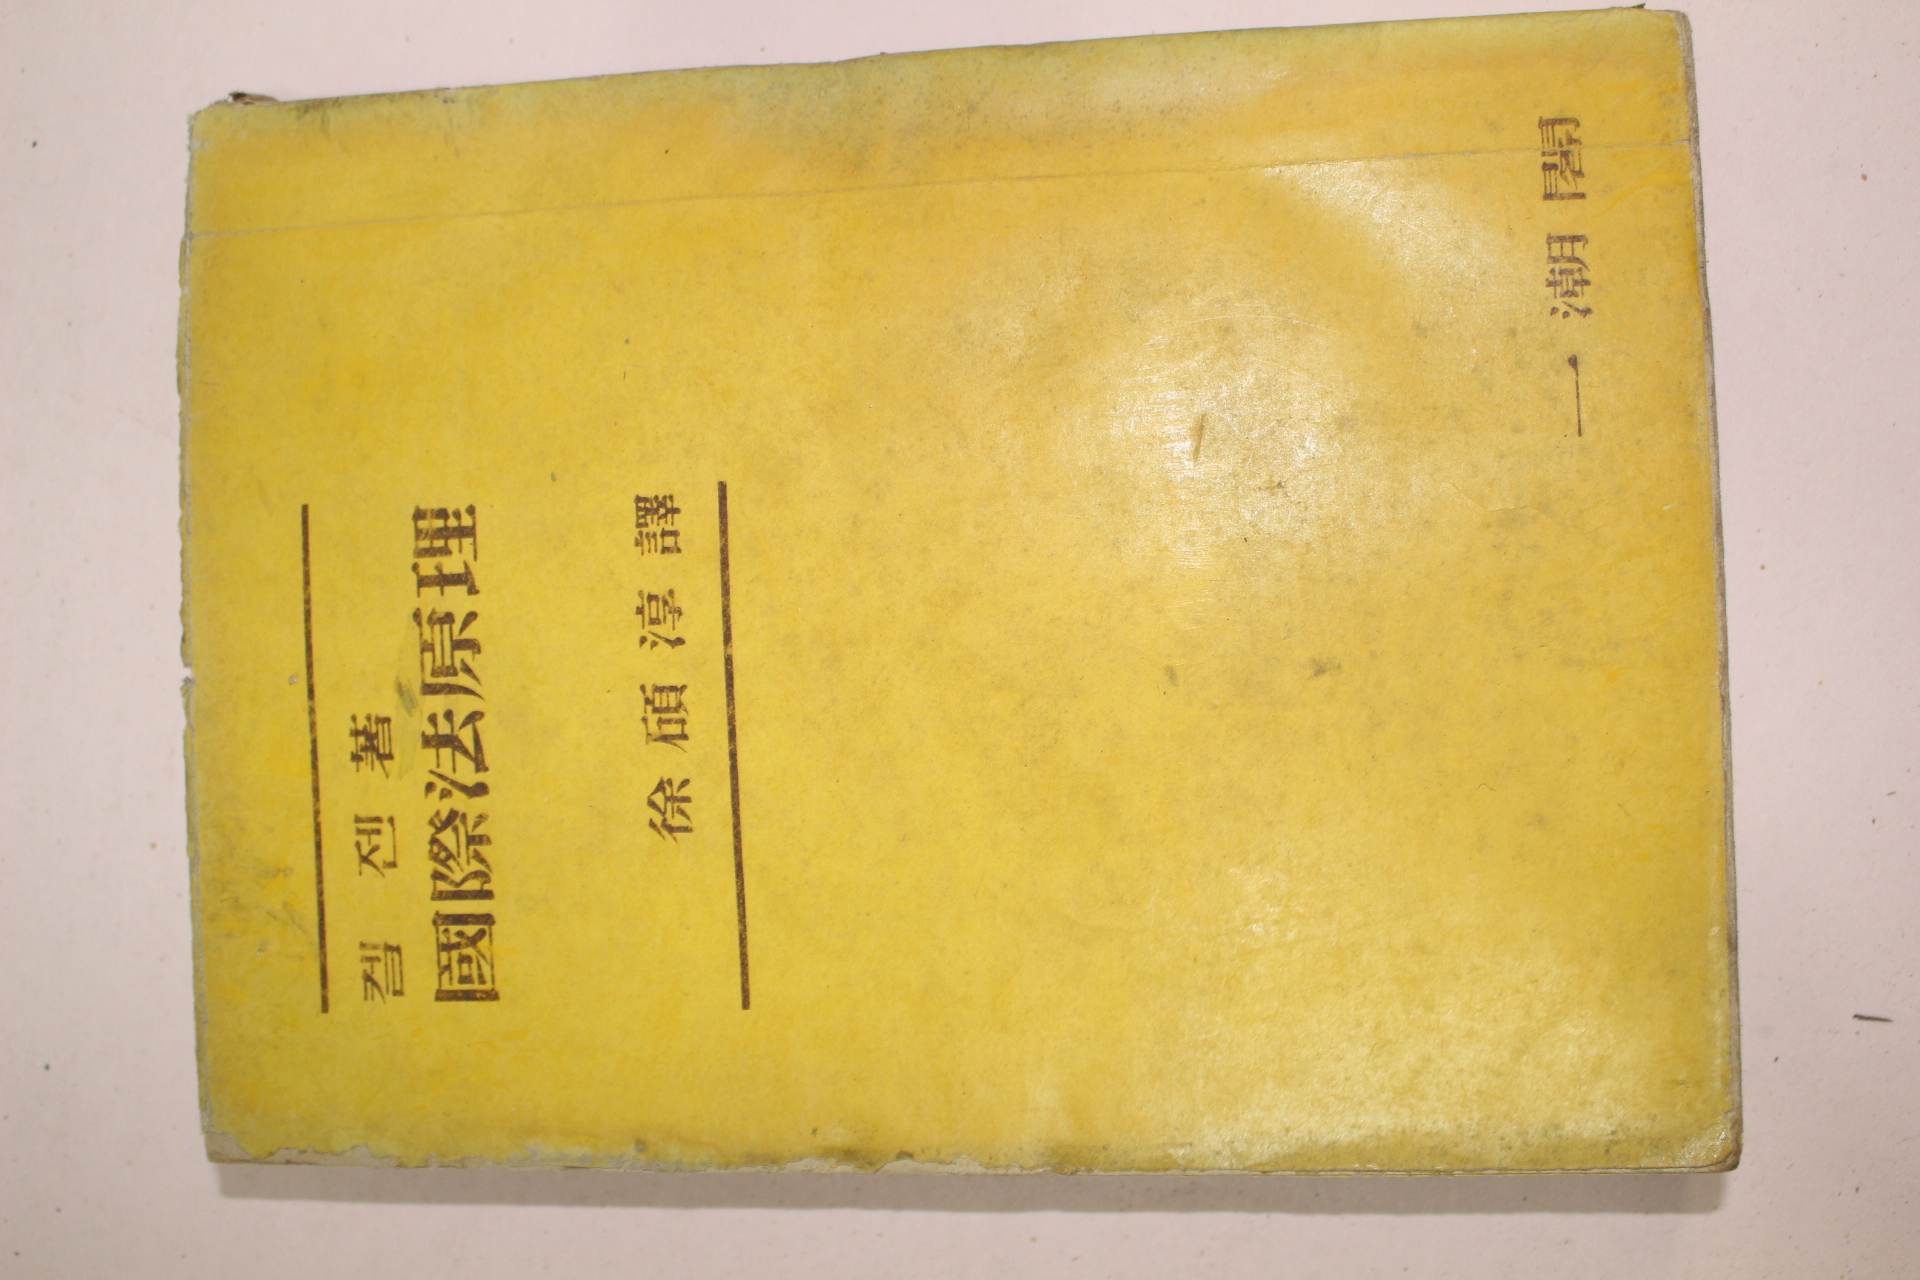 켈젠 著
國際法原理
徐碩淳 譯
一潮閣